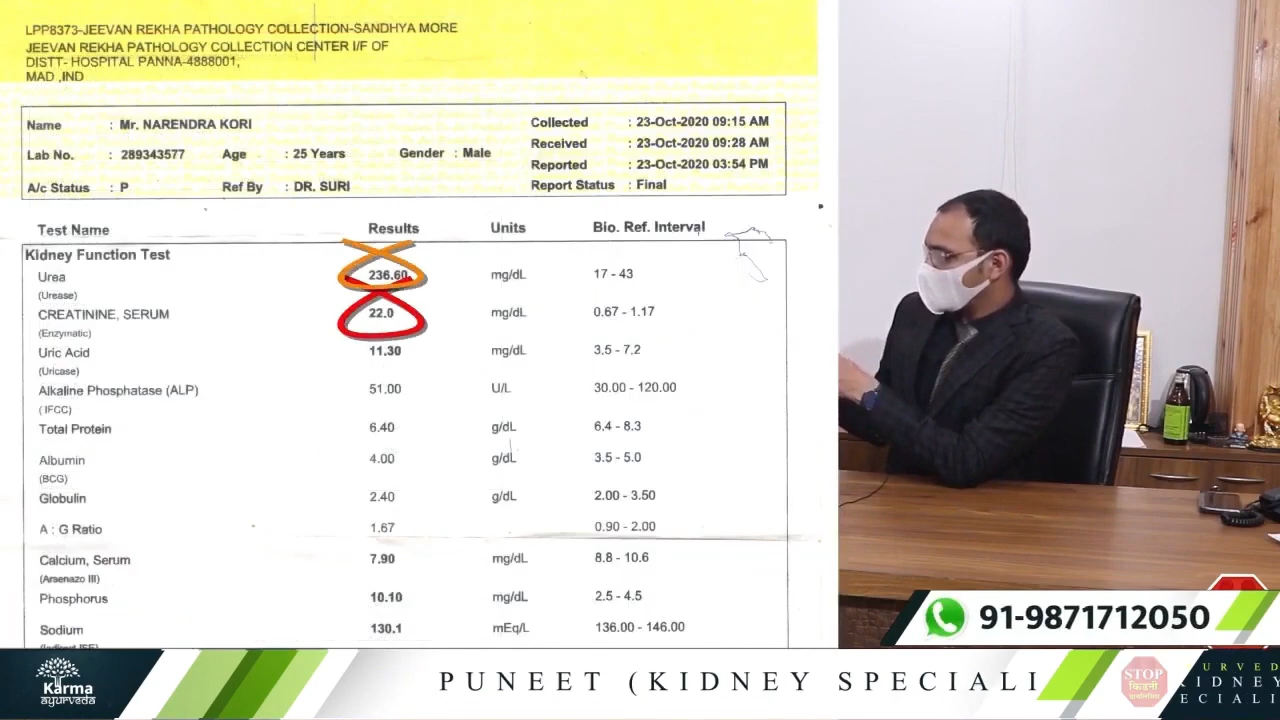 LPP8373-JEEVAN REKHA PATHOLOGY COLLECTION-SANDHYA MORE
JEEVAN REKHA PATHOLOGY COLLECTION CENTER I/F OF
DISTT- HOSPITAL PANNA-4888001,
MAD ,IND
Name : Mr. NARENDRA KORI
Collected : 23-Oct-2020 09:15 AM
Received : 23-Oct-2020 09:28 AM
Lab No. : 289343577 Age : 25 Years Gender : Male
Reported : 23-Oct-2020 03:54 PM
A/c Status : P Ref By : DR. SURI
Report Status : Final
Test Name Results Units Bio. Ref. Interval
Kidney Function Test
Urea 236.60 mg/dL 17 - 43
(Urease)
CREATININE, SERUM 22.0 mg/dL 0.67 - 1.17
(Enzymatic)
Uric Acid 11.30 mg/dL 3.5 - 7.2
(Uricase)
Alkaline Phosphatase (ALP) 51.00 U/L 30.00 - 120.00
( IFCC)
Total Protein 6.40 g/dL 6.4 - 8.3
Albumin 4.00 g/dL 3.5 - 5.0
(BCG)
Globulin 2.40 g/dL 2.00 - 3.50
A : G Ratio 1.67 0.90 - 2.00
Calcium, Serum 7.90 mg/dL 8.8 - 10.6
(Arsenazo III)
Phosphorus 10.10 mg/dL 2.5 - 4.5
Sodium 130.1 mEq/L 136.00 - 146.00
91-9871712050
Karma
ayurveda
PUNEET (KIDNEY SPECIALI
STOP
किडनी
डायलिसिस
URVED
KIDNEY
ECIALI